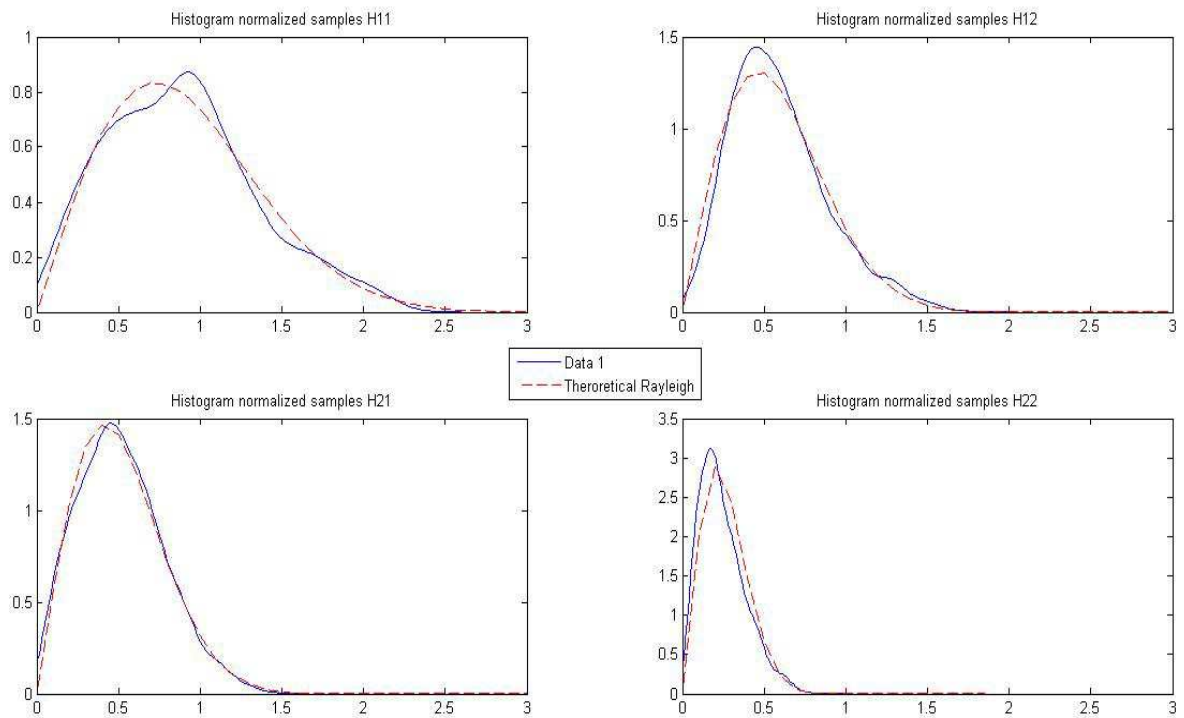 Histogram normalized samples H11
1
0.8
0.6
0.4
0.2
0
0 0.5 1 1.5 2 2.5 3
Histogram normalized samples H12
1.5
1
0.5
0
0 0.5 1 1.5 2 2.5 3
Data 1
Theroretical Rayleigh
Histogram normalized samples H21
1.5
1
0.5
0
0 0.5 1 1.5 2 2.5 3
Histogram normalized samples H22
3.5
3
2.5
2
1.5
1
0.5
0
0 0.5 1 1.5 2 2.5 3